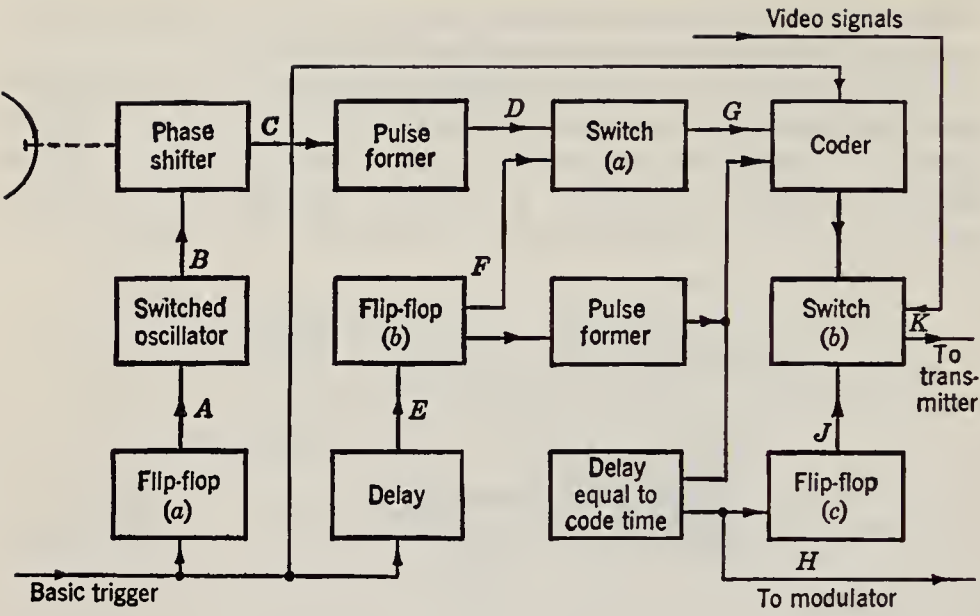 Video signals
Phase
shifter
C
Pulse
former
D
Switch
(a)
G
Coder
B
F
Switched
oscillator
Flip-flop
(b)
Pulse
former
Switch
(b)
K
To
trans-
mitter
A
E
J
Flip-flop
(a)
Delay
Delay
equal to
code time
Flip-flop
(c)
H
Basic trigger
To modulator